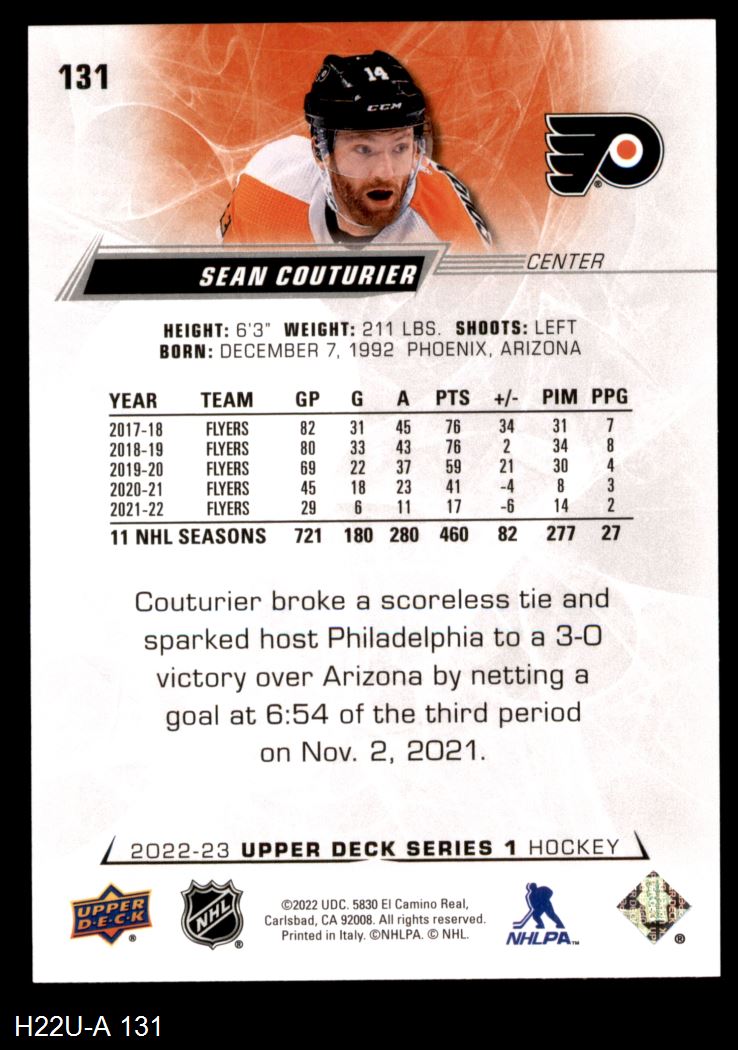 131
14
CCM
SEAN COUTURIER
CENTER
HEIGHT: 6'3" WEIGHT: 211 LBS. SHOOTS: LEFT
BORN: DECEMBER 7, 1992 PHOENIX, ARIZONA
YEAR TEAM GP G A PTS +/- PIM PPG
2017-18 FLYERS 82 31 45 76 34 31 7
2018-19 FLYERS 80 33 43 76 2 34 8
2019-20 FLYERS 69 22 37 59 21 30 4
2020-21 FLYERS 45 18 23 41 -4 8 3
2021-22 FLYERS 29 6 11 17 -6 14 2
11 NHL SEASONS 721 180 280 460 82 277 27
Couturier broke a scoreless tie and
sparked host Philadelphia to a 3-0
victory over Arizona by netting a
goal at 6:54 of the third period
on Nov. 2, 2021.
2022-23 UPPER DECK SERIES 1 HOCKEY
UPPER
D·E·C·K
®
NHL
®
©2022 UDC. 5830 El Camino Real,
Carlsbad, CA 92008. All rights reserved.
Printed in Italy. ©NHLPA. © NHL.
NHLPA™
®
H22U-A 131